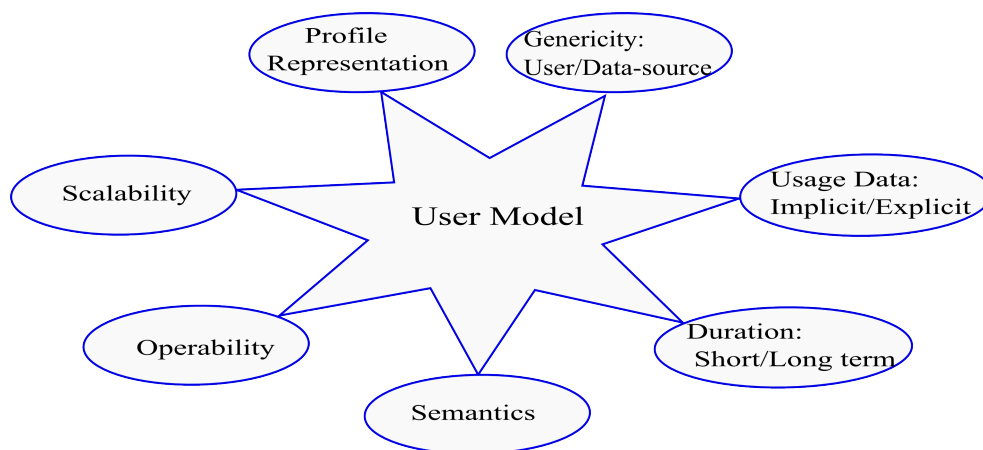 Profile
Representation
Genericity:
User/Data-source
Scalability
Usage Data:
Implicit/Explicit
User Model
Operability
Duration:
Short/Long term
Semantics